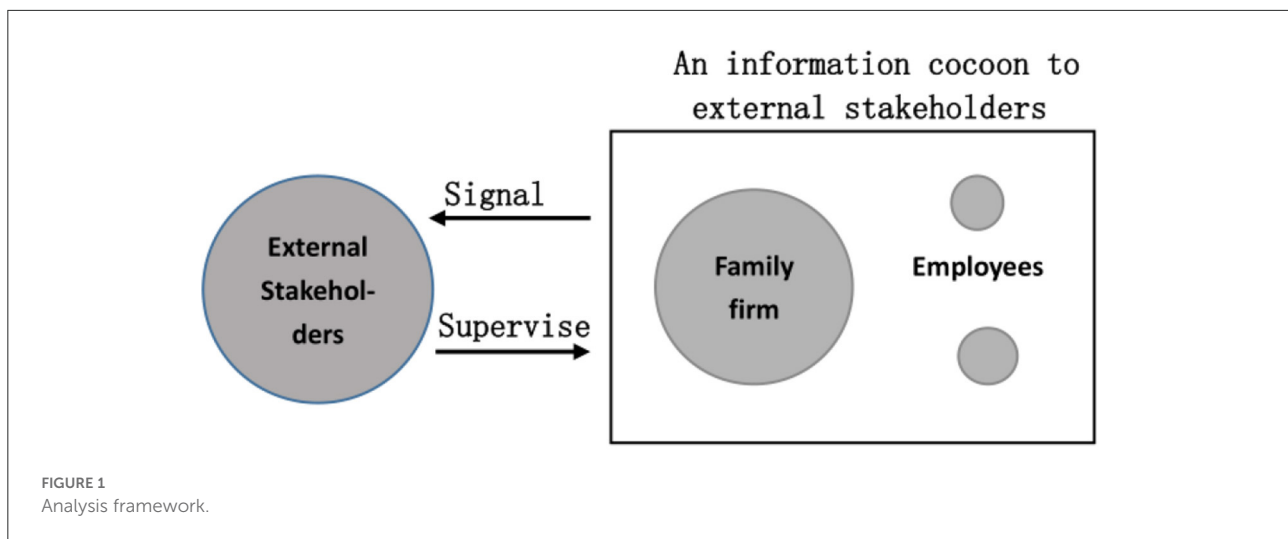 An information cocoon to
external stakeholders
Signal
External
Stakehol-
ders
Supervise
Family
firm
Employees
FIGURE 1
Analysis framework.